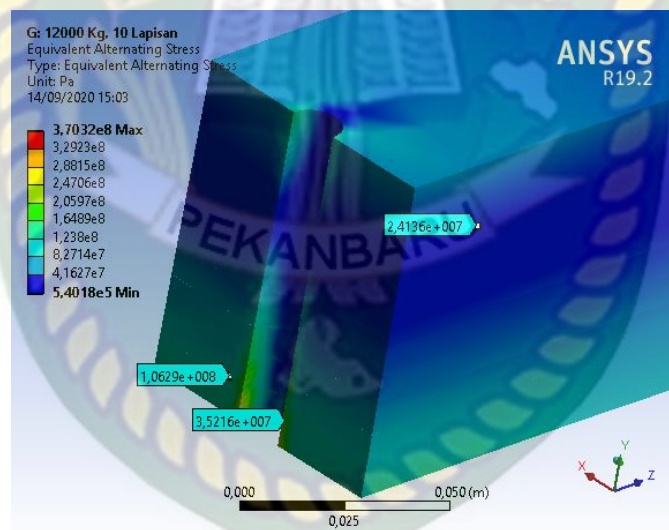 G: 12000 Kg, 10 Lapisan
Equivalent Alternating Stress
Type: Equivalent Alternating Stress
Unit: Pa
14/09/2020 15:03
ANSYS
R19.2
3,7032e8 Max
3,2923e8
2,8815e8
2,4706e8
2,0597e8
1,6489e8
1,238e8
8,2714e7
4,1627e7
5,4018e5 Min
PEKANBARU
2,4136e+007
1,0629e+008
3,5216e+007
0,000
0,050 (m)
0,025
X
Y
Z